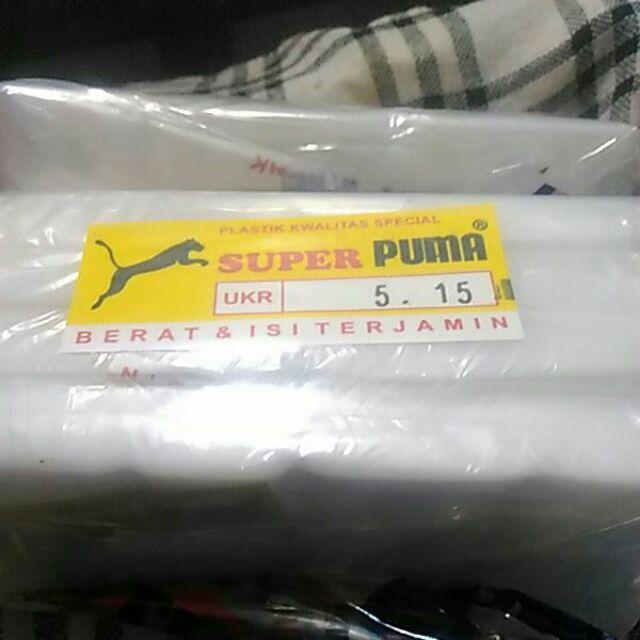 PLASTIK KWALITAS SPECIAL
SUPER PUMA®
UKR 5. 15
BERAT & ISI TERJAMIN